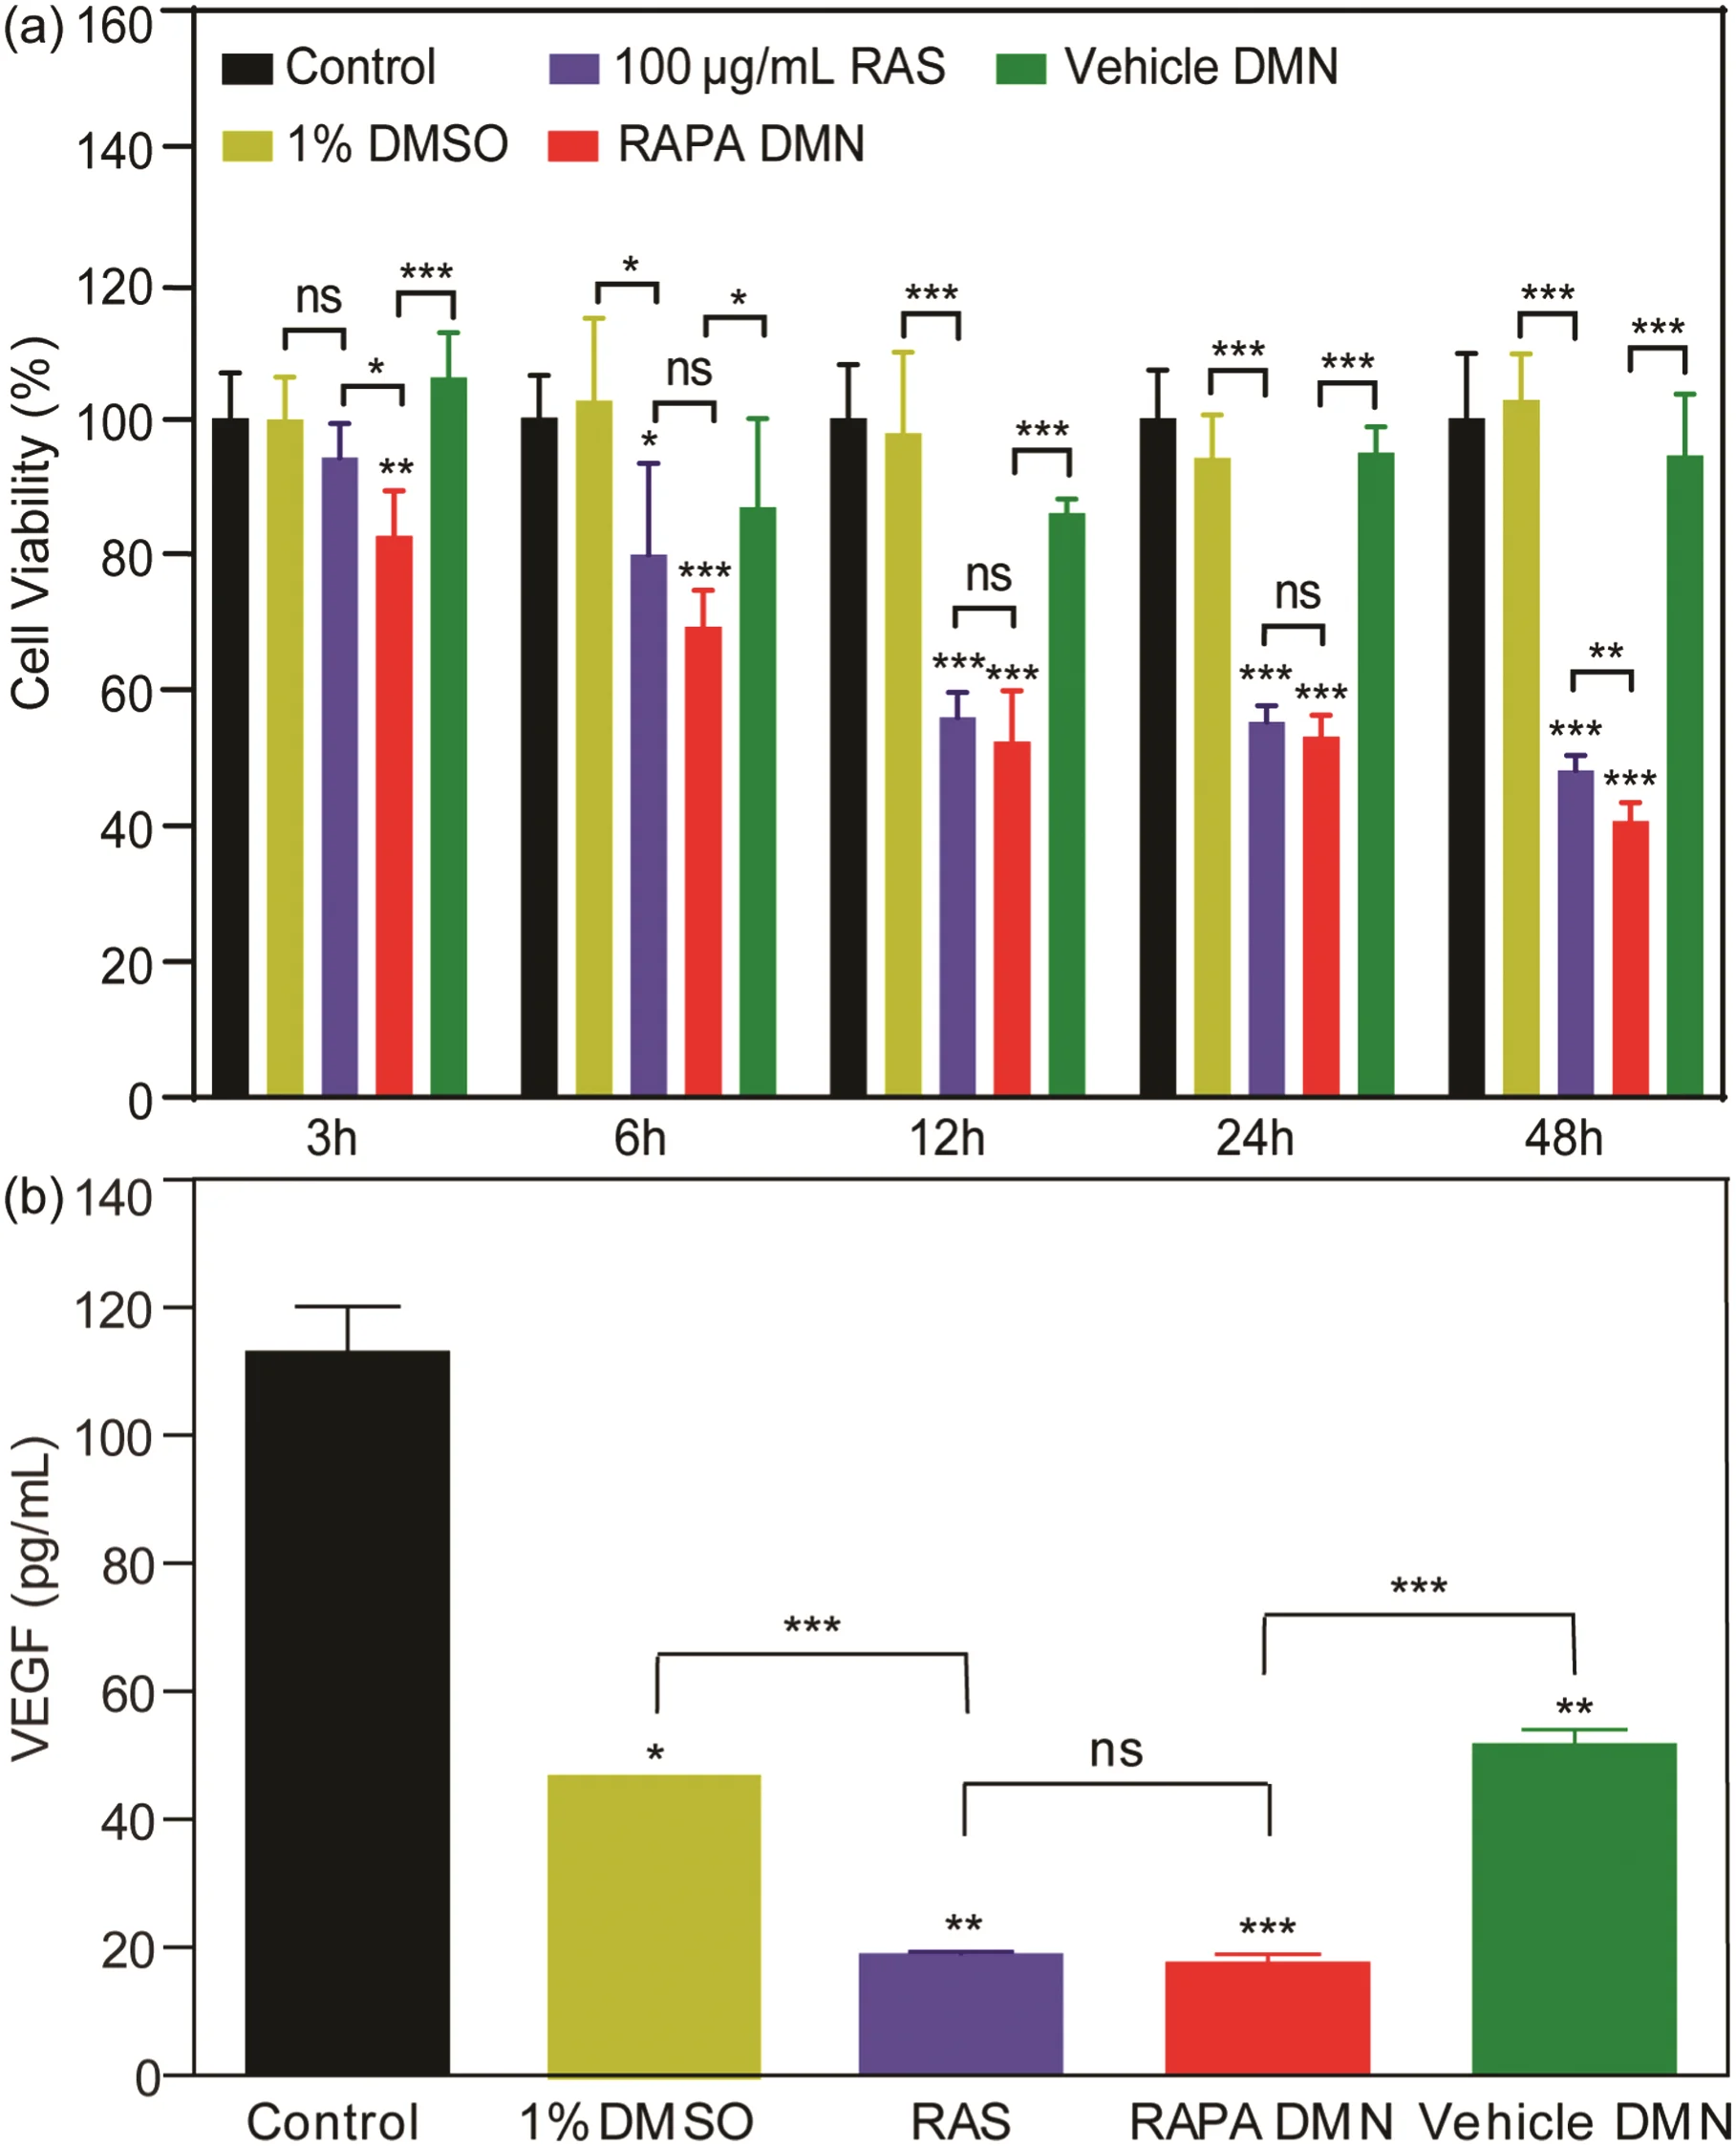 (a)
160
140
120
100
80
60
40
20
0
Cell Viability (%)
Control
100 µg/mL RAS
Vehicle DMN
1% DMSO
RAPA DMN
ns
*
**
***
*
*
ns
***
*
***
***
***
ns
***
***
***
***
ns
***
***
***
***
**
***
***
3h
6h
12h
24h
48h
(b)
140
120
100
80
60
40
20
0
VEGF (pg/mL)
*
***
**
ns
***
***
**
Control
1% DMSO
RAS
RAPA DMN
Vehicle DMN